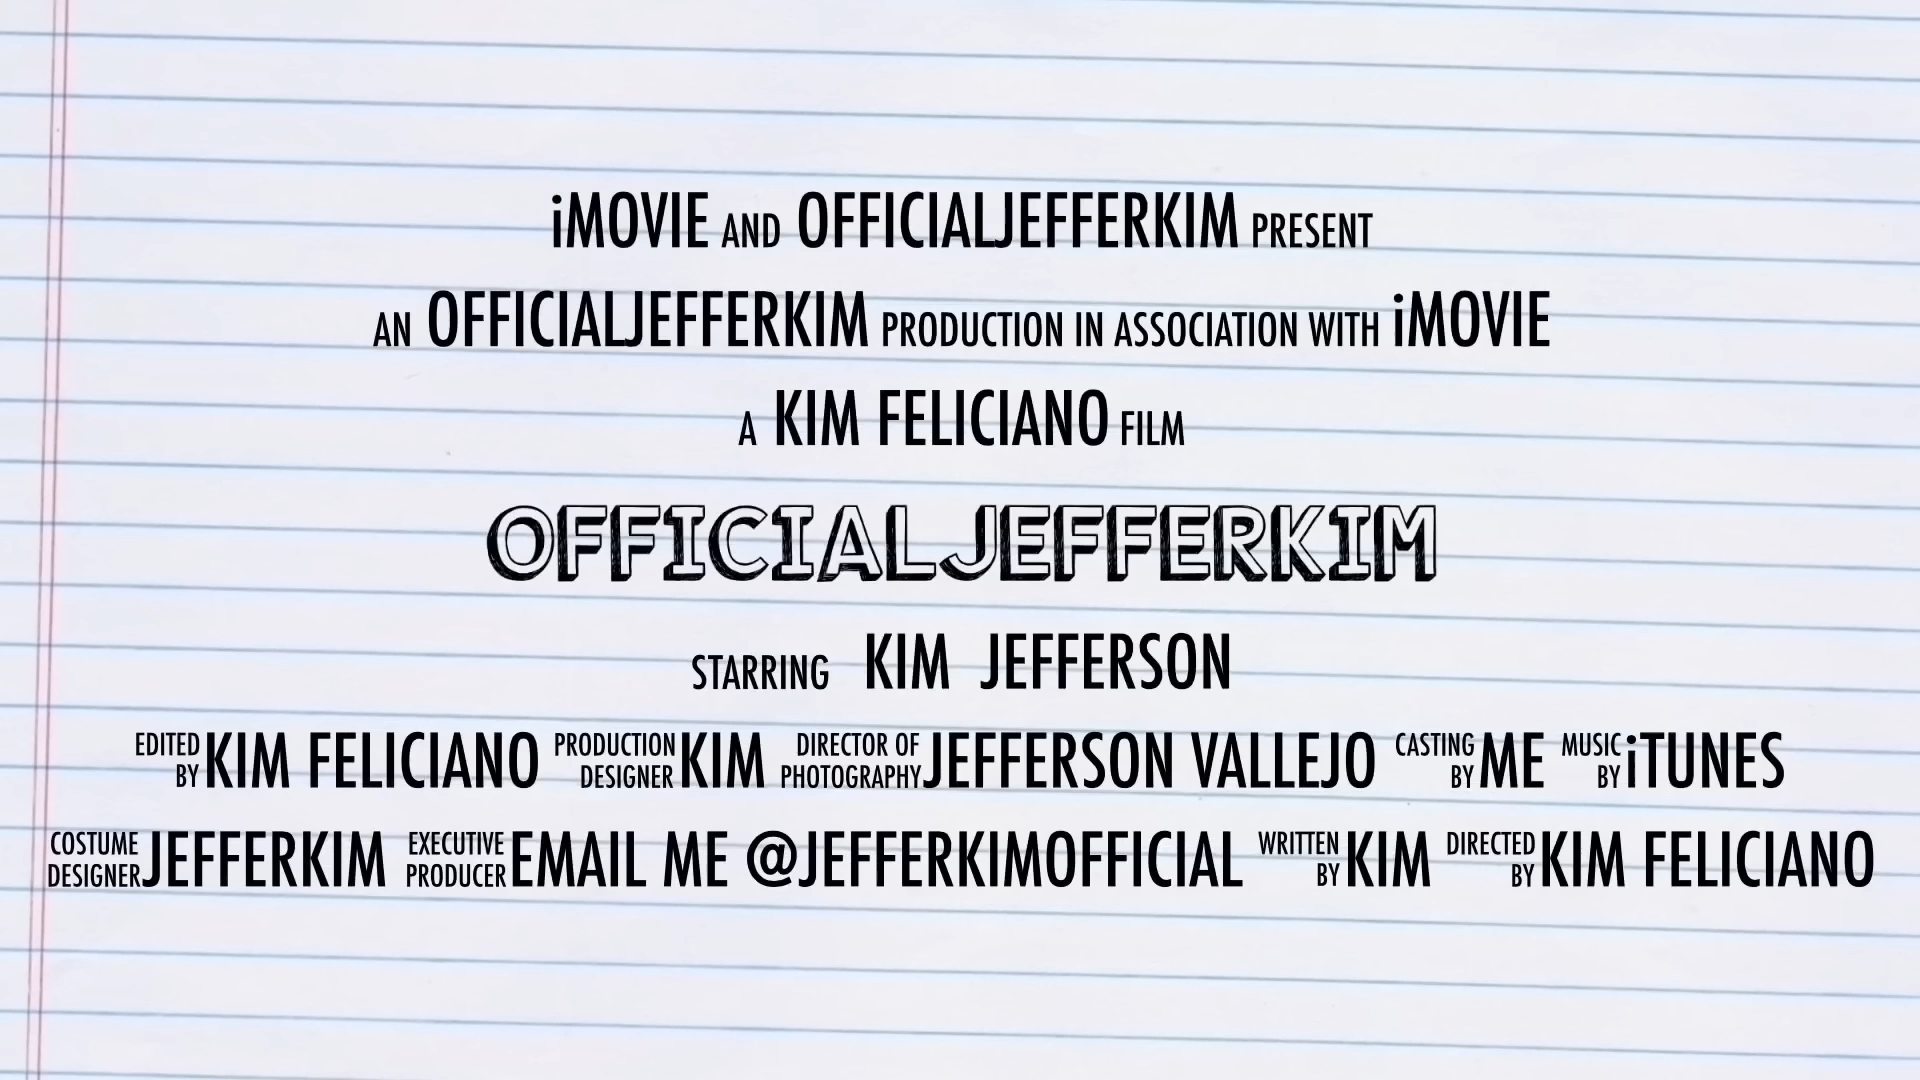 iMOVIE AND OFFICIALJEFFERKIM PRESENT
AN OFFICIALJEFFERKIM PRODUCTION IN ASSOCIATION WITH iMOVIE
A KIM FELICIANO FILM
OFFICIALJEFFERKIM
STARRING KIM JEFFERSON
EDITED BY KIM FELICIANO PRODUCTION DESIGNER KIM DIRECTOR OF PHOTOGRAPHY JEFFERSON VALLEJO CASTING BY ME MUSIC BY iTUNES
COSTUME DESIGNER JEFFERKIM EXECUTIVE PRODUCER EMAIL ME @JEFFERKIMOFFICIAL WRITTEN BY KIM DIRECTED BY KIM FELICIANO